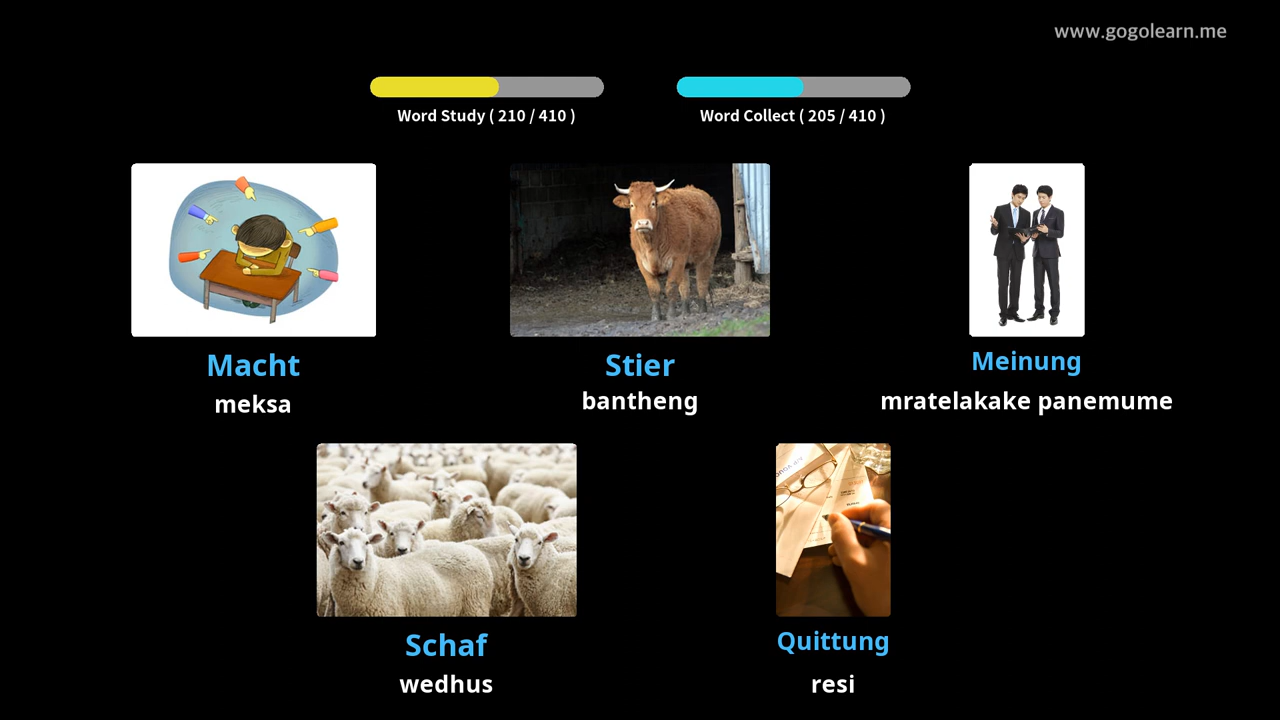 www.gogolearn.me
Word Study ( 210 / 410 )
Word Collect ( 205 / 410 )
Macht
meksa
Stier
bantheng
Meinung
mratelakake panemume
Schaf
wedhus
Quittung
resi